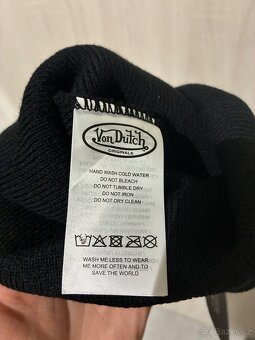 Von Dutch
ORIGINALS
HAND WASH COLD WATER
DO NOT BLEACH
DO NOT TUMBLE DRY
DO NOT IRON
DO NOT DRY CLEAN
WASH ME LESS TO WEAR
ME MORE OFTEN AND TO
SAVE THE WORLD